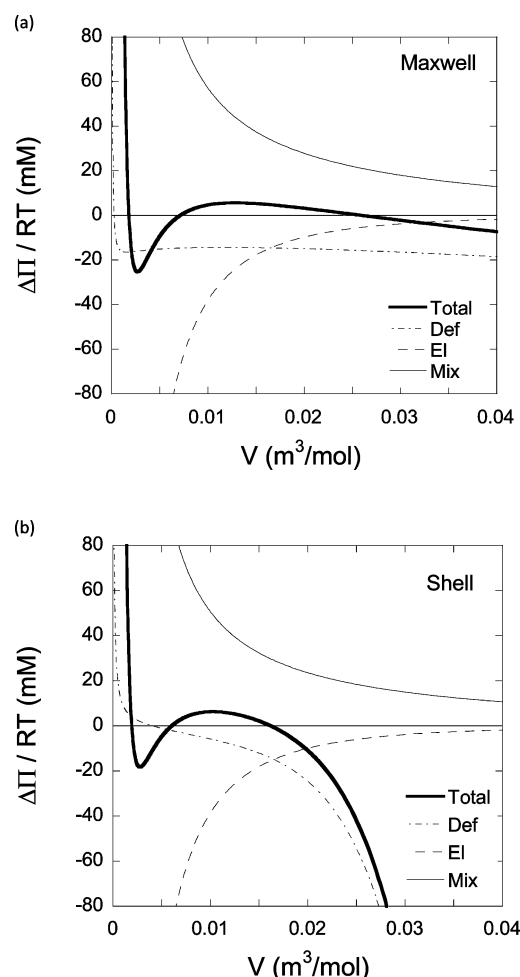 (a)
80
60
40
20
0
-20
-40
-60
-80
ΔΠ / RT (mM)
Maxwell
Total
Def
El
Mix
0 0.01 0.02 0.03 0.04
V (m³/mol)
(b)
80
60
40
20
0
-20
-40
-60
-80
ΔΠ / RT (mM)
Shell
Total
Def
El
Mix
0 0.01 0.02 0.03 0.04
V (m³/mol)